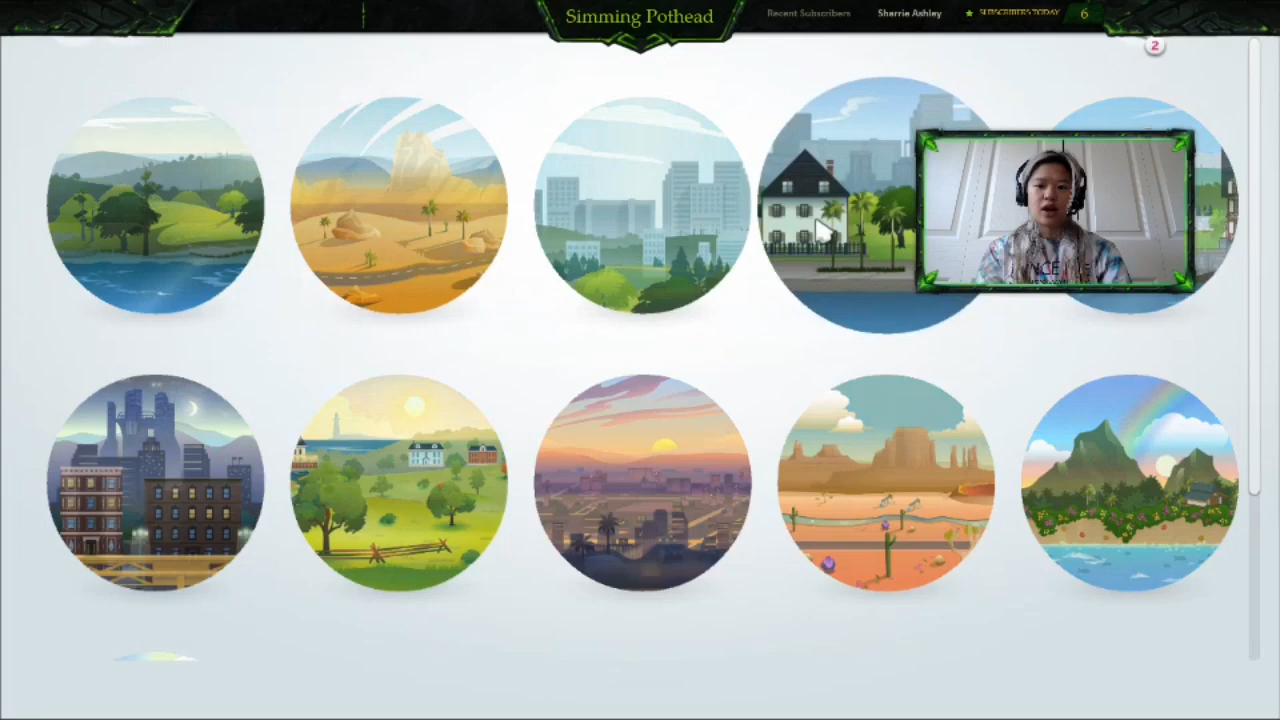 Simming Pothead
Recent Subscribers
Sharrie Ashley
SUBSCRIBERS TODAY
6
2